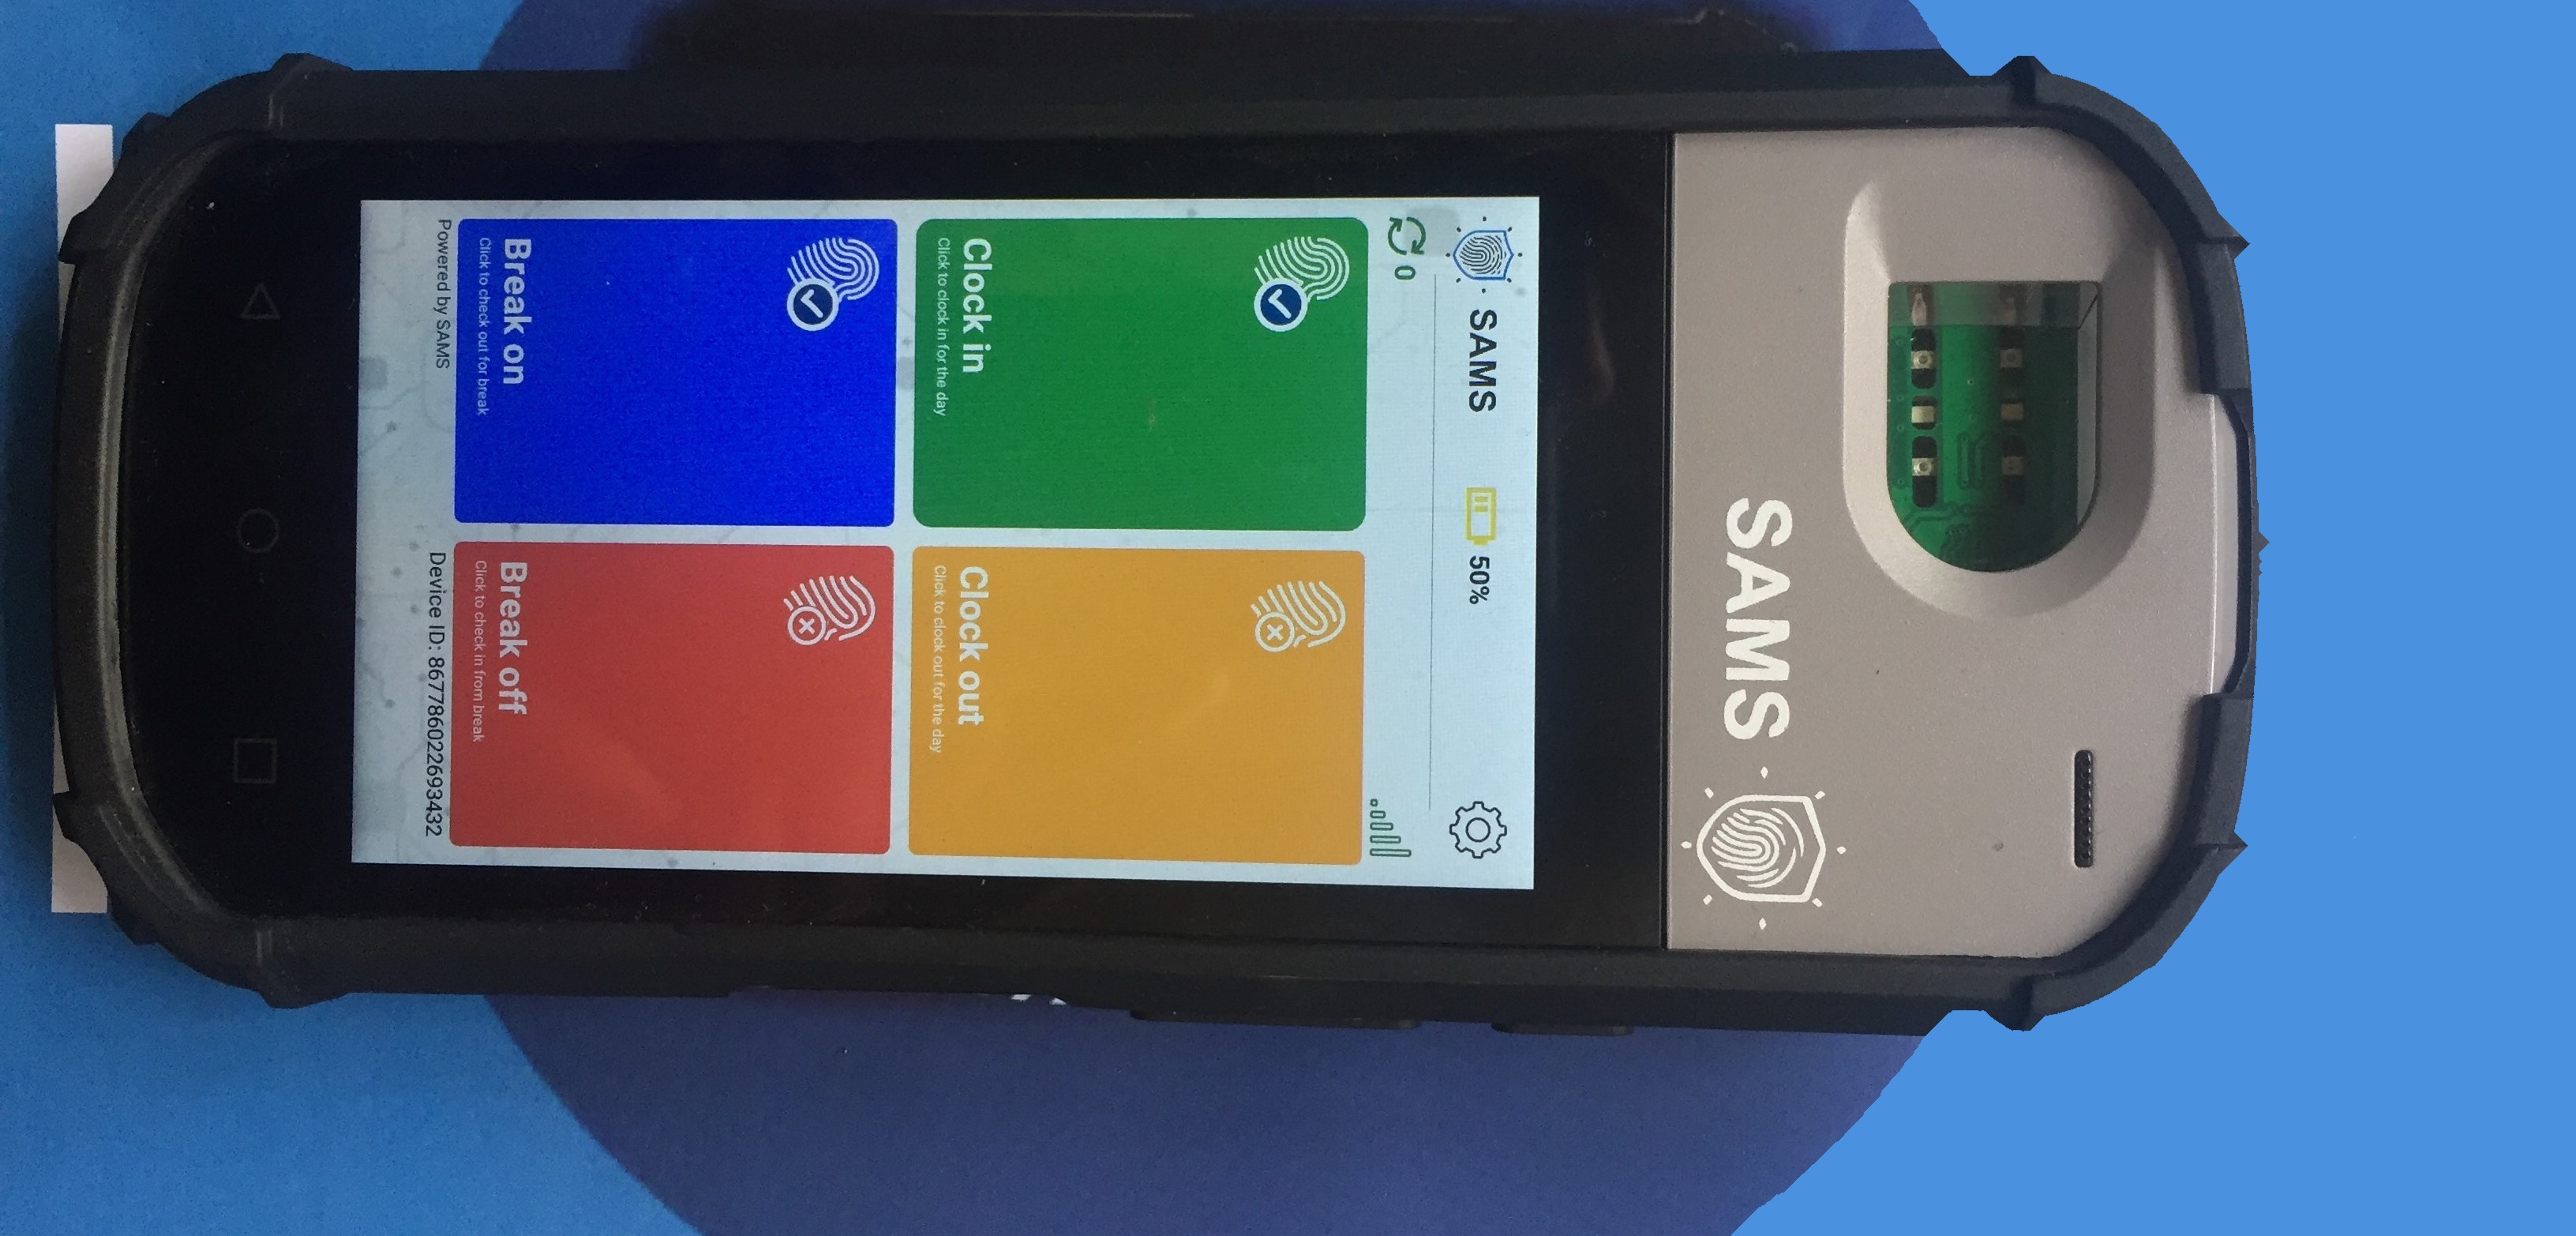 SAMS
SAMS
50%
0
Clock in
Click to clock in for the day
Clock out
Click to clock out for the day
Break on
Click to check out for break
Break off
Click to check in from break
Powered by SAMS
Device ID: 867786022693432